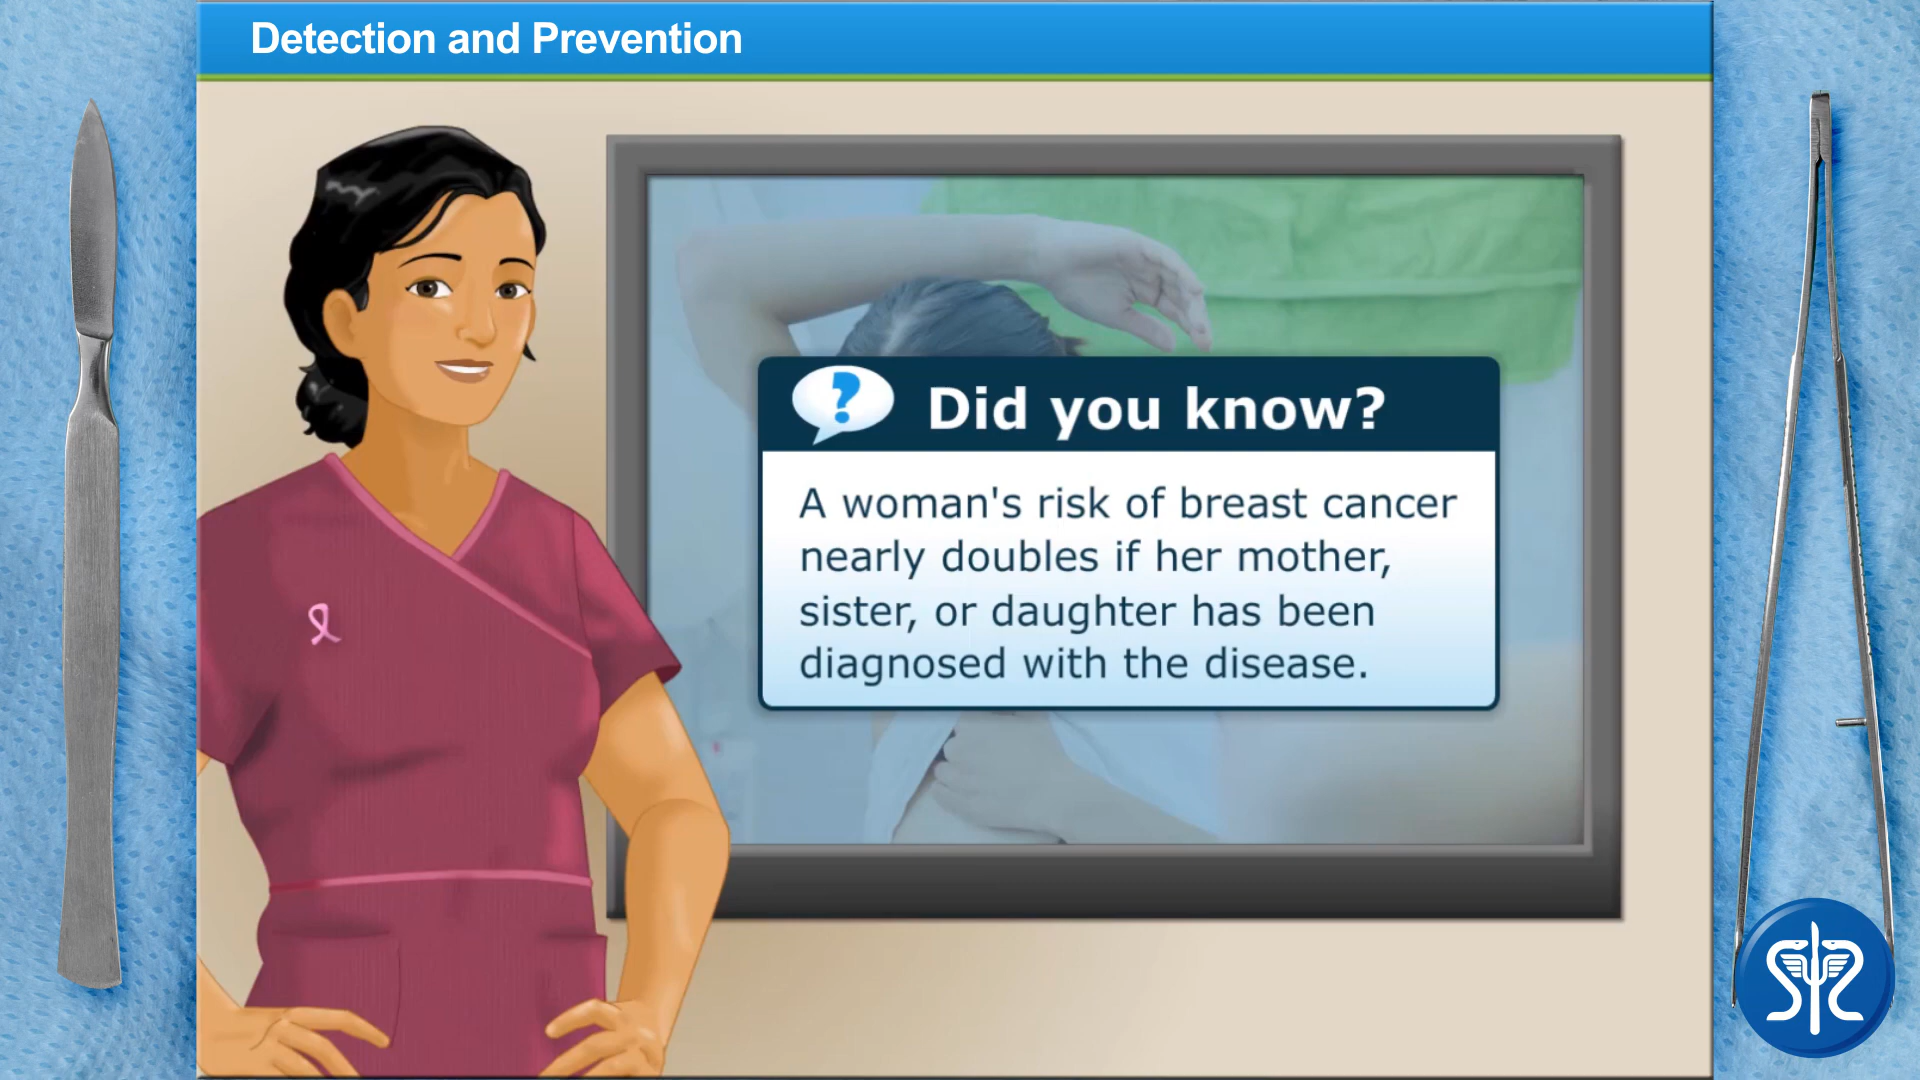 Detection and Prevention
?
Did you know?
A woman's risk of breast cancer
nearly doubles if her mother,
sister, or daughter has been
diagnosed with the disease.